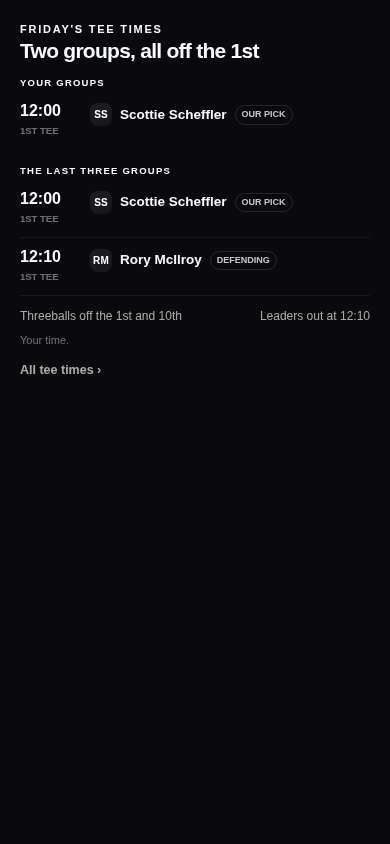 FRIDAY'S TEE TIMES
Two groups, all off the 1st
YOUR GROUPS
12:00 SS Scottie Scheffler OUR PICK
1ST TEE
THE LAST THREE GROUPS
12:00 SS Scottie Scheffler OUR PICK
1ST TEE
12:10 RM Rory McIlroy DEFENDING
1ST TEE
Threeballs off the 1st and 10th Leaders out at 12:10
Your time.
All tee times ›